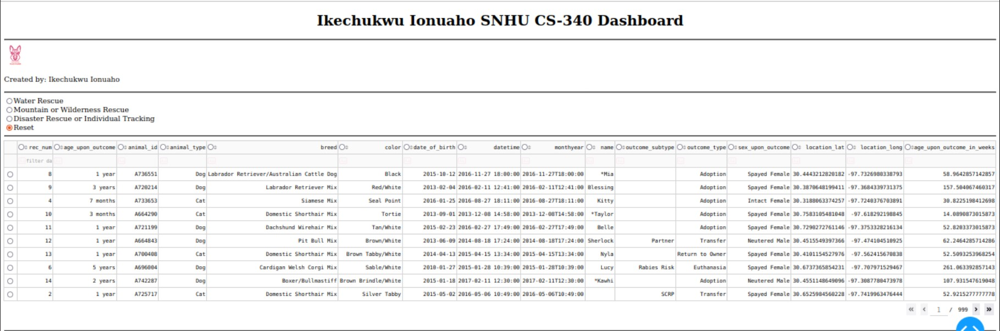 Ikechukwu Ionuaho SNHU CS-340 Dashboard
Created by: Ikechukwu Ionuaho
Water Rescue
Mountain or Wilderness Rescue
Disaster Rescue or Individual Tracking
Reset
rec_num age_upon_outcome animal_id animal_type breed color date_of_birth datetime monthyear name outcome_subtype outcome_type sex_upon_outcome location_lat location_long age_upon_outcome_in_weeks
filter da
8 1 year A736551 Dog Labrador Retriever/Australian Cattle Dog Black 2015-10-12 2016-11-27 18:00:00 2016-11-27T18:00:00 *Mia Adoption Spayed Female 30.4443212820182 -97.7326980338793 58.9642857142857
9 3 years A720214 Dog Labrador Retriever Mix Red/White 2013-02-04 2016-02-11 12:41:00 2016-02-11T12:41:00 Blessing Adoption Spayed Female 30.3870648199411 -97.3684339731375 157.504067460317
4 7 months A733653 Cat Siamese Mix Seal Point 2016-01-25 2016-08-27 18:11:00 2016-08-27T18:11:00 Kitty Adoption Intact Female 30.3188063374257 -97.7240376703891 30.8225198412698
10 3 months A664290 Cat Domestic Shorthair Mix Tortie 2013-09-01 2013-12-08 14:58:00 2013-12-08T14:58:00 *Taylor Adoption Spayed Female 30.7583105481048 -97.618292198845 14.0890873015873
11 1 year A721199 Dog Dachshund Wirehair Mix Tan/White 2015-02-23 2016-02-27 17:49:00 2016-02-27T17:49:00 Belle Adoption Spayed Female 30.7290272761146 -97.3753328216134 52.8203373015873
12 1 year A664843 Dog Pit Bull Mix Brown/White 2013-06-09 2014-08-18 17:24:00 2014-08-18T17:24:00 Sherlock Partner Transfer Neutered Male 30.4515549397366 -97.474104510925 62.2464285714286
13 1 year A700408 Cat Domestic Shorthair Mix Brown Tabby/White 2014-04-13 2015-04-15 13:34:00 2015-04-15T13:34:00 Nyla Return to Owner Spayed Female 30.4101154527976 -97.562415670838 52.5093253968254
6 5 years A696004 Dog Cardigan Welsh Corgi Mix Sable/White 2010-01-27 2015-01-28 10:39:00 2015-01-28T10:39:00 Lucy Rabies Risk Euthanasia Spayed Female 30.6737365854231 -97.707971529467 261.063392857143
14 2 years A742287 Dog Boxer/Bullmastiff Brown Brindle/White 2015-01-18 2017-02-11 12:30:00 2017-02-11T12:30:00 *Kawhi Adoption Neutered Male 30.4551148649096 -97.3087780473978 107.931547619048
2 1 year A725717 Cat Domestic Shorthair Mix Silver Tabby 2015-05-02 2016-05-06 10:49:00 2016-05-06T10:49:00 SCRP Transfer Spayed Female 30.6525984560228 -97.7419963476444 52.9215277777778
« ‹ 1 / 999 › »